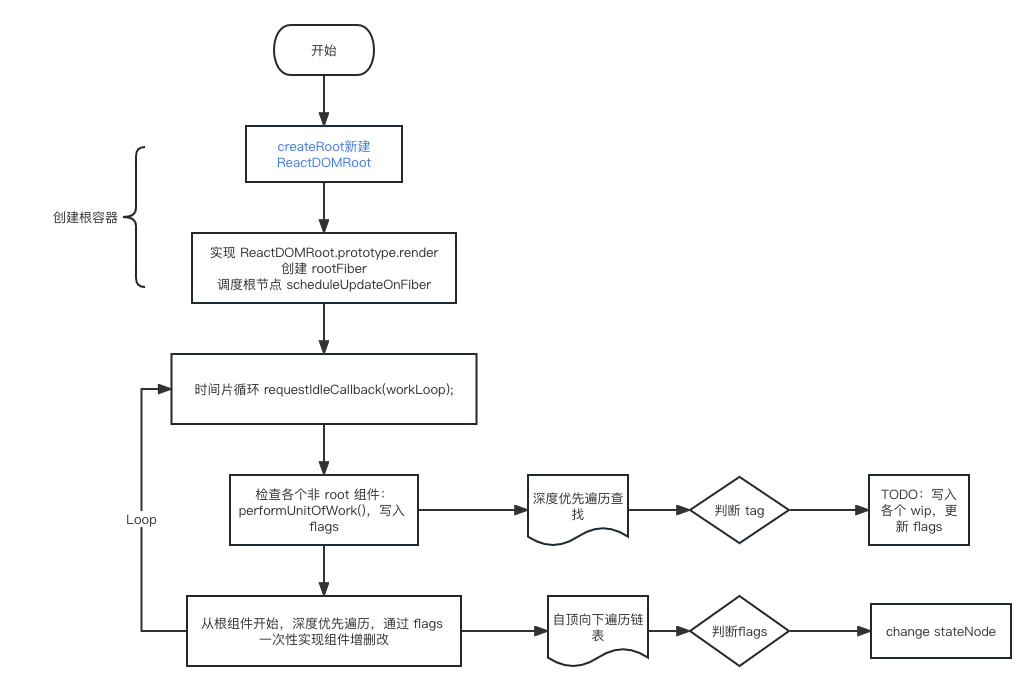 开始
createRoot新建
ReactDOMRoot
创建根容器
实现 ReactDOMRoot.prototype.render
创建 rootFiber
调度根节点 scheduleUpdateOnFiber
时间片循环 requestIdleCallback(workLoop);
检查各个非 root 组件：
performUnitOfWork()，写入
flags
深度优先遍历查
找
判断 tag
TODO：写入
各个 wip，更
新 flags
Loop
从根组件开始，深度优先遍历，通过 flags
一次性实现组件增删改
自顶向下遍历链
表
判断flags
change stateNode